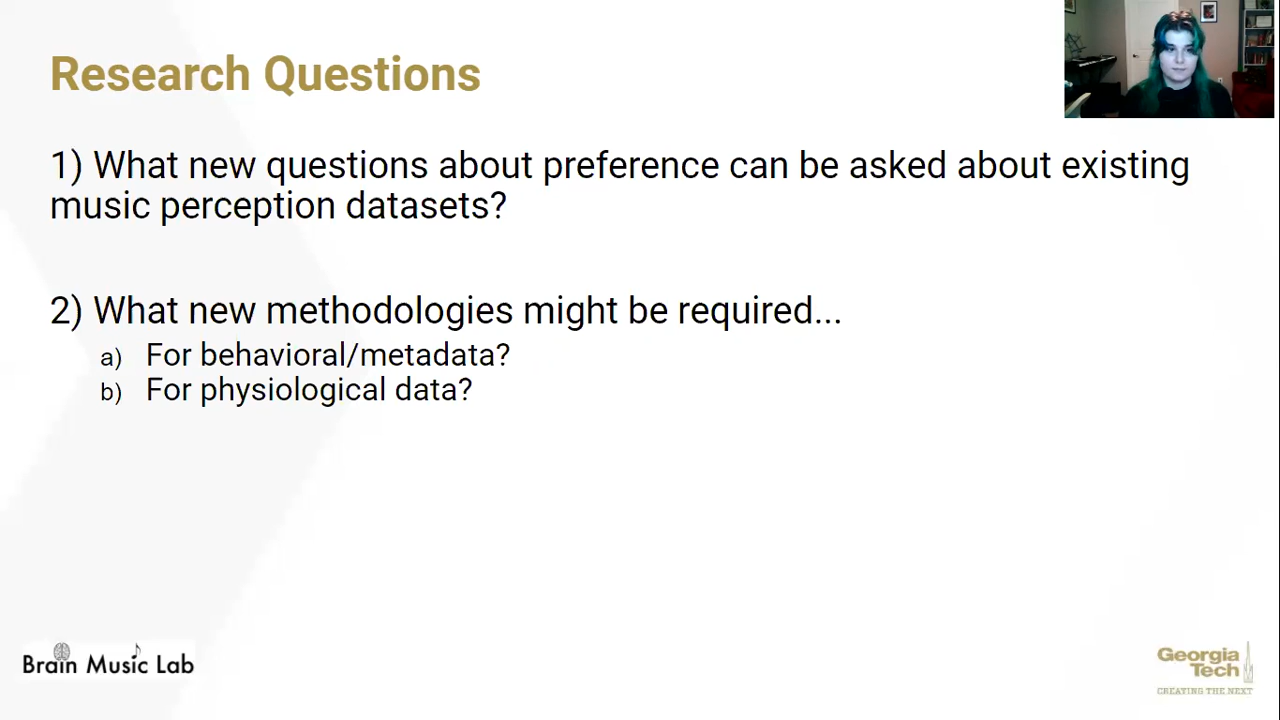 Research Questions
1) What new questions about preference can be asked about existing
music perception datasets?
2) What new methodologies might be required...
a) For behavioral/metadata?
b) For physiological data?
Brain Music Lab
Georgia
Tech
CREATING THE NEXT